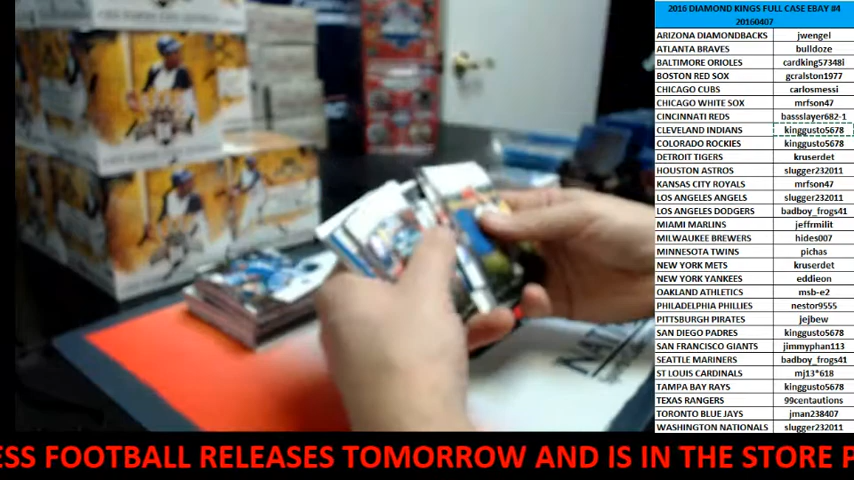 2016 DIAMOND KINGS FULL CASE EBAY #4
20160407
ARIZONA DIAMONDBACKS jwengel
ATLANTA BRAVES bulldoze
BALTIMORE ORIOLES cardking57348i
BOSTON RED SOX gcralston1977
CHICAGO CUBS carlosmessi
CHICAGO WHITE SOX mrfson47
CINCINNATI REDS bassslayer682-1
CLEVELAND INDIANS kinggusto5678
COLORADO ROCKIES kinggusto5678
DETROIT TIGERS kruserdet
HOUSTON ASTROS slugger232011
KANSAS CITY ROYALS mrfson47
LOS ANGELES ANGELS slugger232011
LOS ANGELES DODGERS badboy_frogs41
MIAMI MARLINS jeffrmilit
MILWAUKEE BREWERS hides007
MINNESOTA TWINS pichas
NEW YORK METS kruserdet
NEW YORK YANKEES eddieon
OAKLAND ATHLETICS msb-e2
PHILADELPHIA PHILLIES nestor9555
PITTSBURGH PIRATES jejbew
SAN DIEGO PADRES kinggusto5678
SAN FRANCISCO GIANTS jimmyphan113
SEATTLE MARINERS badboy_frogs41
ST LOUIS CARDINALS mj13*618
TAMPA BAY RAYS kinggusto5678
TEXAS RANGERS 99centautions
TORONTO BLUE JAYS jman238407
WASHINGTON NATIONALS slugger232011
ESS FOOTBALL RELEASES TOMORROW AND IS IN THE STORE P